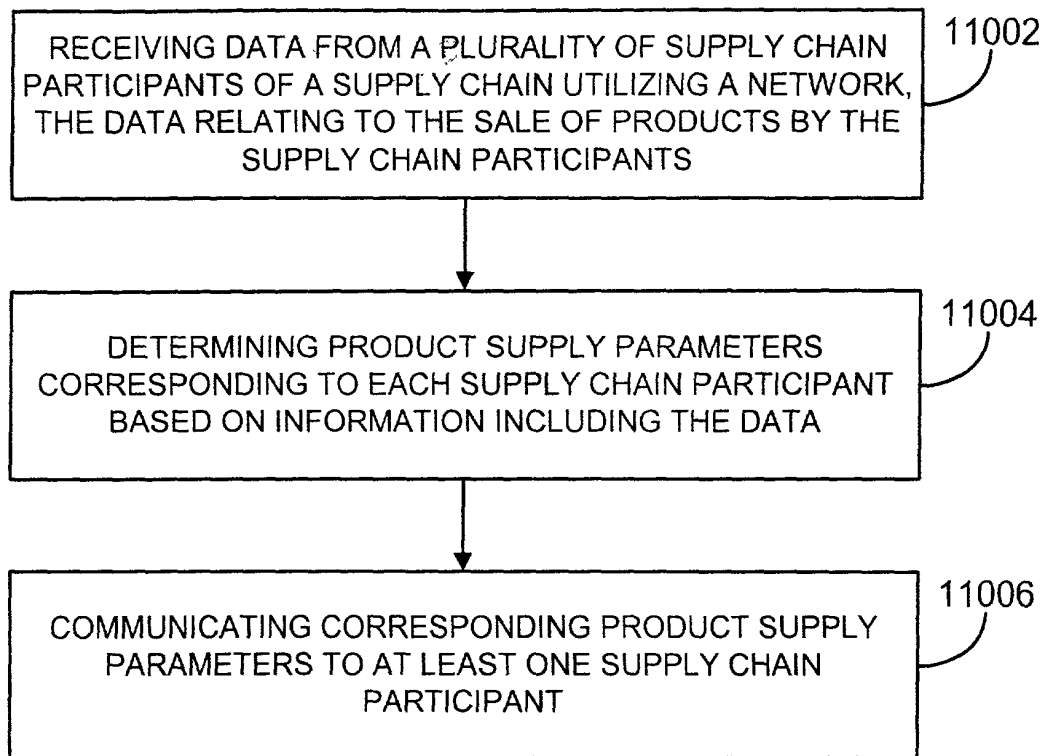 RECEIVING DATA FROM A PLURALITY OF SUPPLY CHAIN
PARTICIPANTS OF A SUPPLY CHAIN UTILIZING A NETWORK,
THE DATA RELATING TO THE SALE OF PRODUCTS BY THE
SUPPLY CHAIN PARTICIPANTS
11002
DETERMINING PRODUCT SUPPLY PARAMETERS
CORRESPONDING TO EACH SUPPLY CHAIN PARTICIPANT
BASED ON INFORMATION INCLUDING THE DATA
11004
COMMUNICATING CORRESPONDING PRODUCT SUPPLY
PARAMETERS TO AT LEAST ONE SUPPLY CHAIN
PARTICIPANT
11006